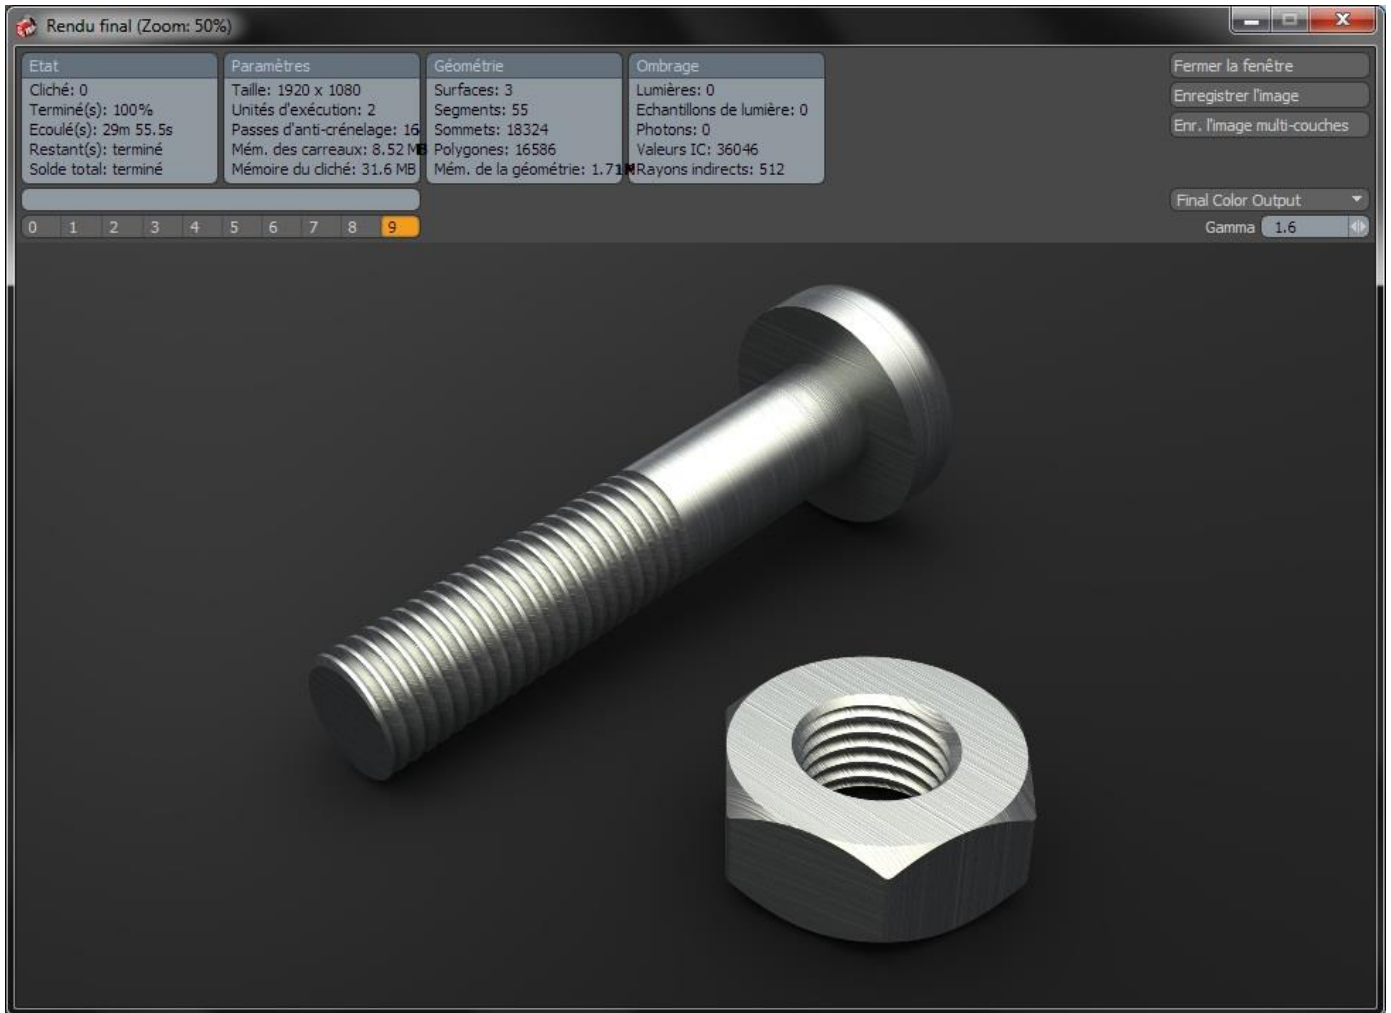 Rendu final (Zoom: 50%)
Etat
Cliché: 0
Terminé(s): 100%
Ecoulé(s): 29m 55.5s
Restant(s): terminé
Solde total: terminé
Paramètres
Taille: 1920 x 1080
Unités d'exécution: 2
Passes d'anti-crénelage: 16
Mém. des carreaux: 8.52 MB
Mémoire du cliché: 31.6 MB
Géométrie
Surfaces: 3
Segments: 55
Sommets: 18324
Polygones: 16586
Mém. de la géométrie: 1.71M
Ombrage
Lumières: 0
Echantillons de lumière: 0
Photons: 0
Valeurs IC: 36046
Rayons indirects: 512
Fermer la fenêtre
Enregistrer l'image
Enr. l'image multi-couches
Final Color Output
Gamma 1.6
0 1 2 3 4 5 6 7 8 9